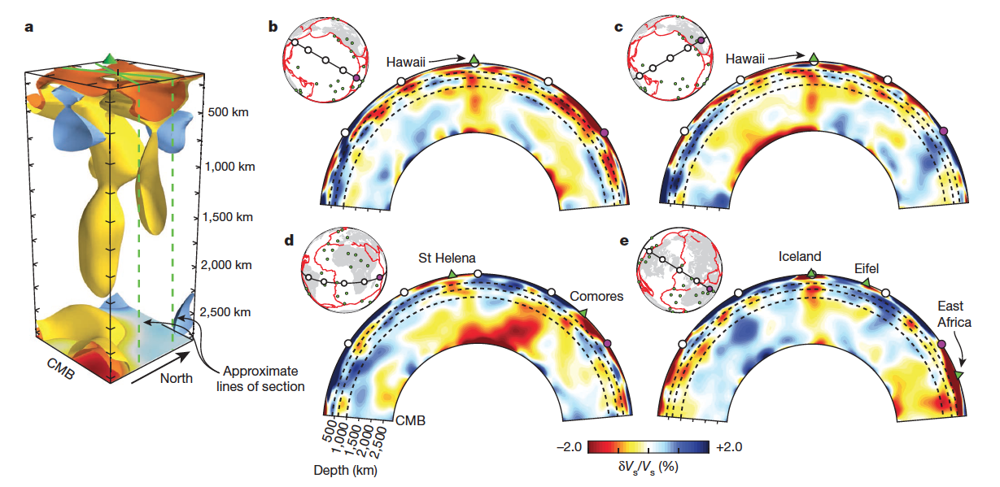 a
500 km
1,000 km
1,500 km
2,000 km
2,500 km
CMB
North
Approximate
lines of section
b
Hawaii
c
Hawaii
d
St Helena
Comores
CMB
500
1,000
1,500
2,000
2,500
Depth (km)
e
Iceland
Eifel
East
Africa
–2.0
+2.0
δVs/Vs (%)